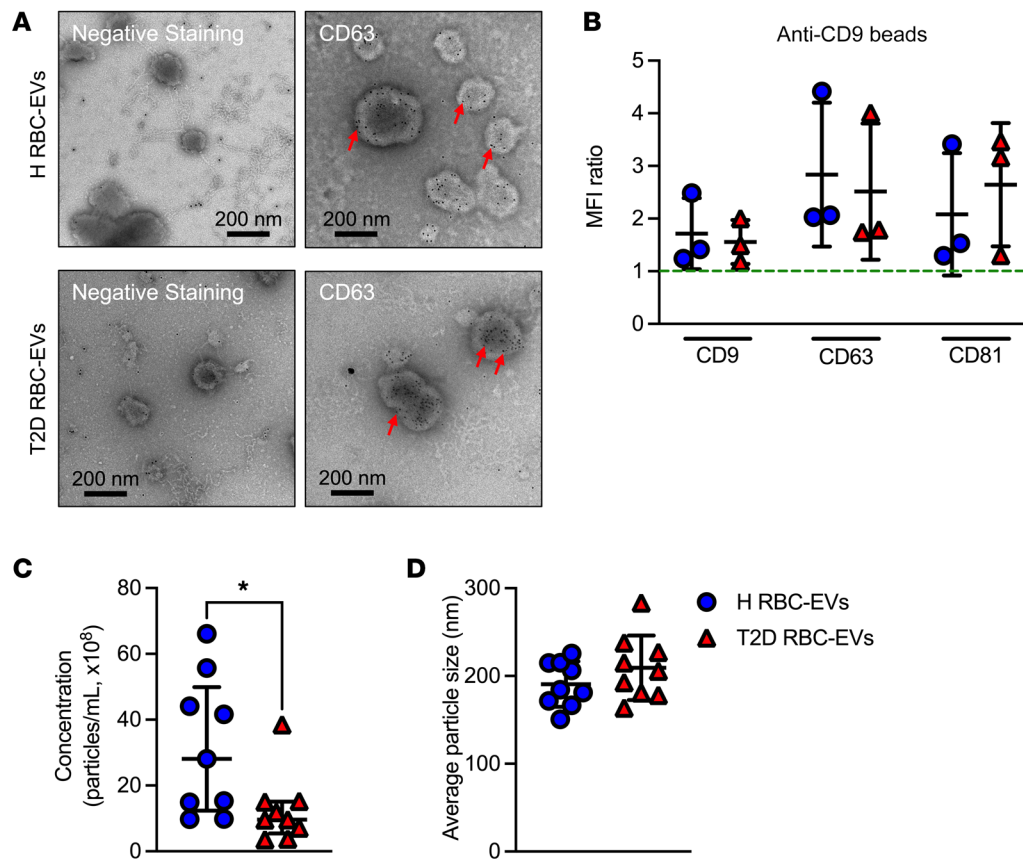 A
Negative Staining
CD63
H RBC-EVs
200 nm
200 nm
Negative Staining
CD63
T2D RBC-EVs
200 nm
200 nm
B
Anti-CD9 beads
MFI ratio
5
4
3
2
1
0
CD9
CD63
CD81
C
Concentration
(particles/mL, x10⁸)
80
60
40
20
0
*
D
Average particle size (nm)
300
200
100
0
H RBC-EVs
T2D RBC-EVs